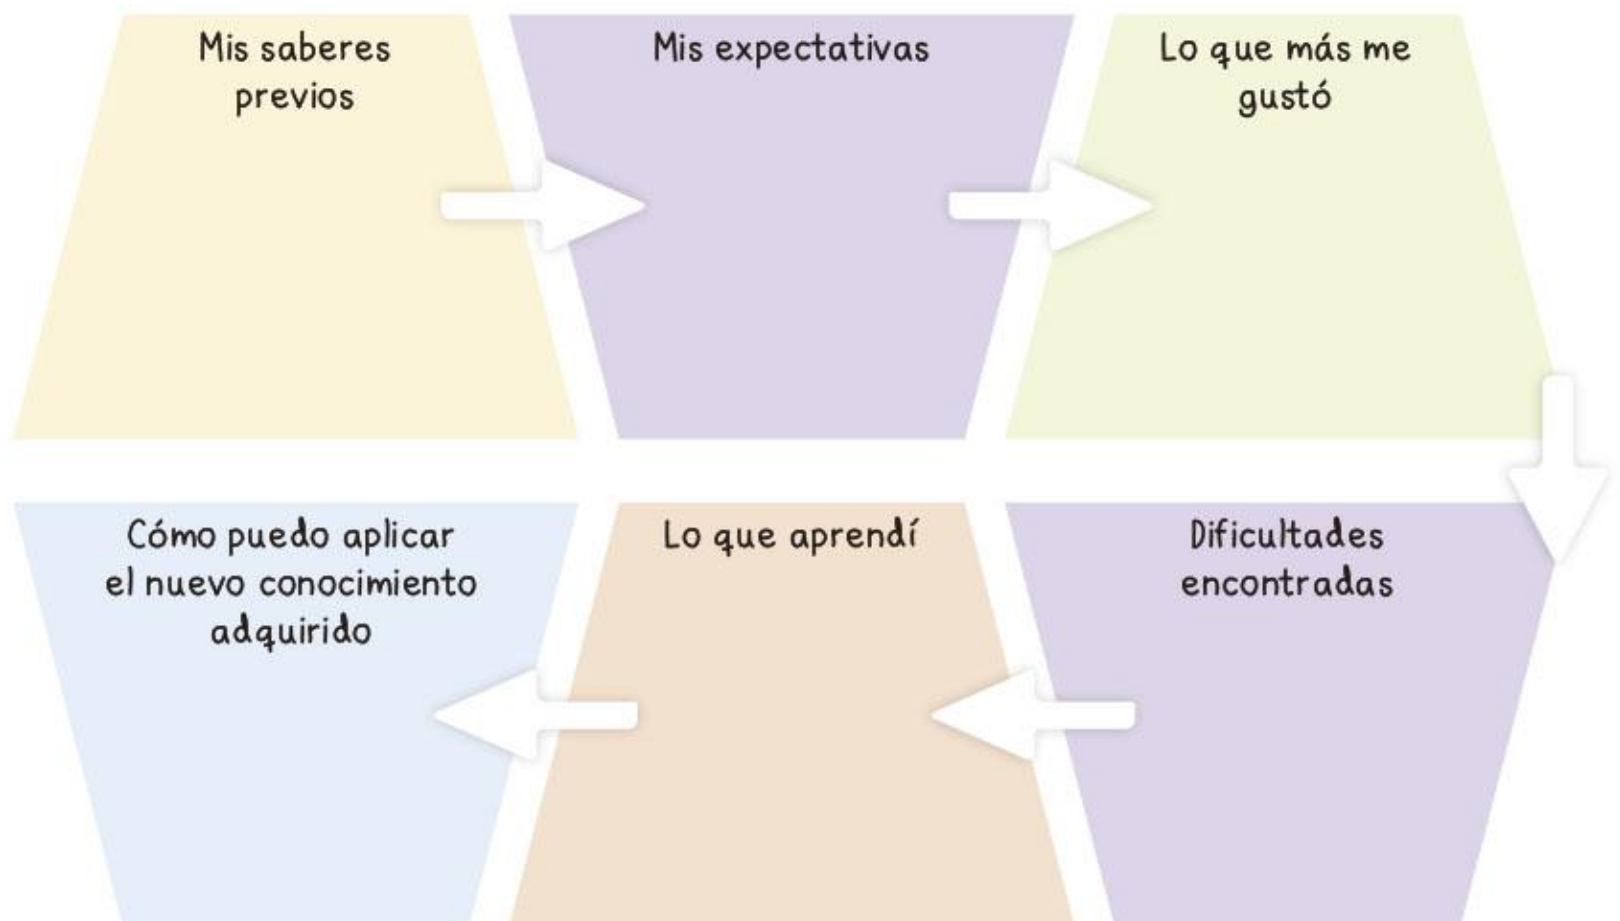 Mis saberes
previos
Mis expectativas
Lo que más me
gustó
Dificultades
encontradas
Lo que aprendí
Cómo puedo aplicar
el nuevo conocimiento
adquirido